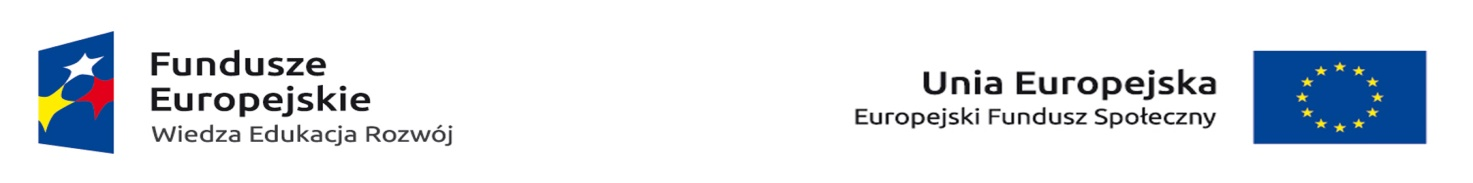 Fundusze
Europejskie
Wiedza Edukacja Rozwój
Unia Europejska
Europejski Fundusz Społeczny